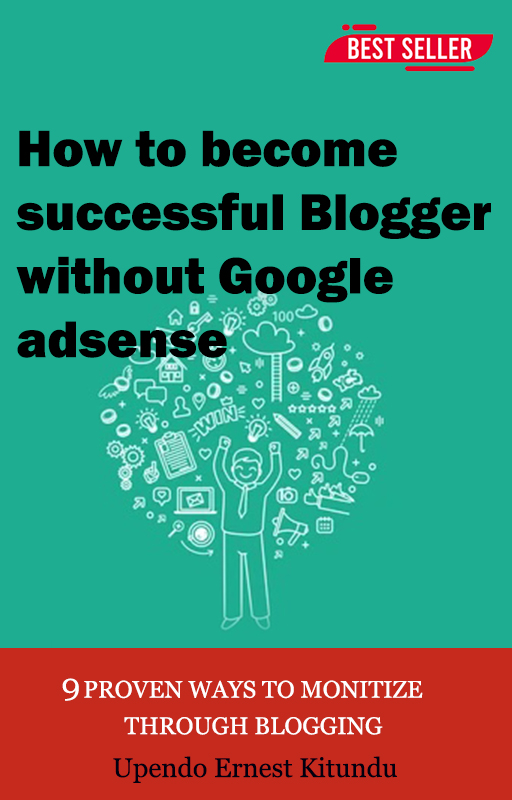 BEST SELLER
How to become
successful Blogger
without Google
adsense
100
WIN
9 PROVEN WAYS TO MONITIZE
THROUGH BLOGGING
Upendo Ernest Kitundu